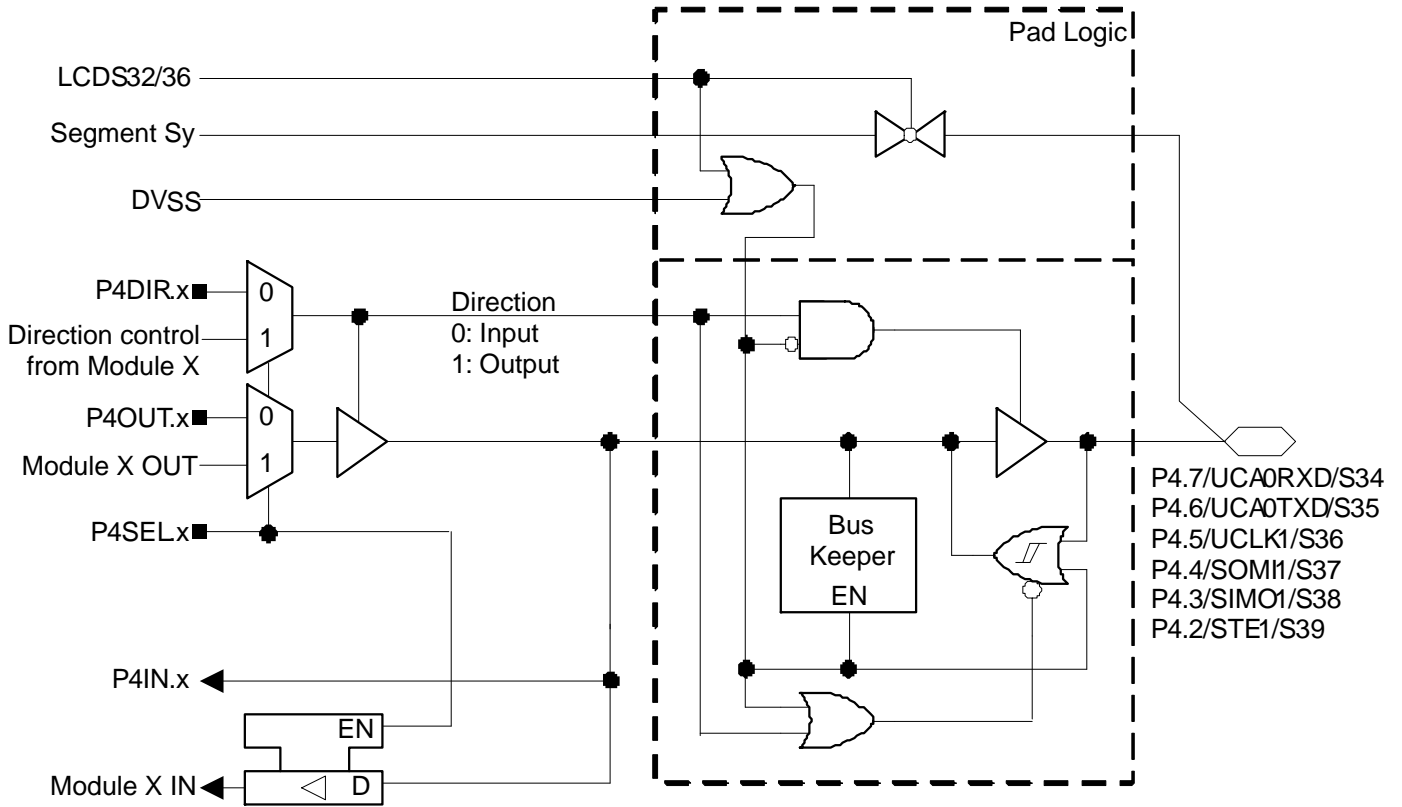 Pad Logic
LCDS32/36
Segment Sy
DVSS
P4DIR.x
0
1
Direction control
from Module X
Direction
0: Input
1: Output
P4OUT.x
0
1
Module X OUT
P4SEL.x
Bus
Keeper
EN
P4.7/UCA0RXD/S34
P4.6/UCA0TXD/S35
P4.5/UCLK1/S36
P4.4/SOMI1/S37
P4.3/SIMO1/S38
P4.2/STE1/S39
P4IN.x
EN
D
Module X IN